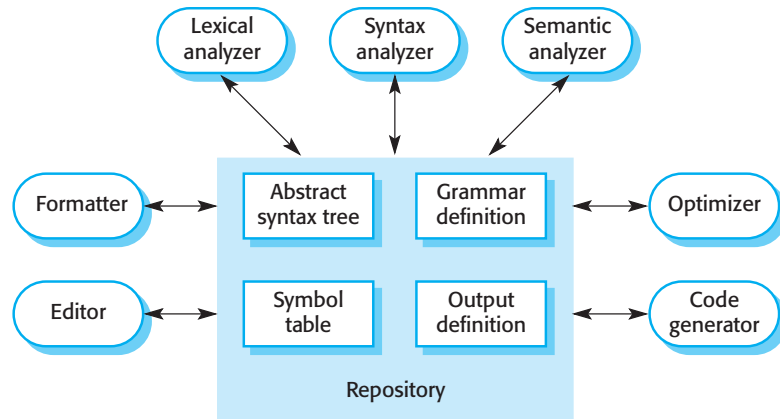 Lexical
analyzer
Syntax
analyzer
Semantic
analyzer
Formatter
Abstract
syntax tree
Grammar
definition
Optimizer
Editor
Symbol
table
Output
definition
Code
generator
Repository